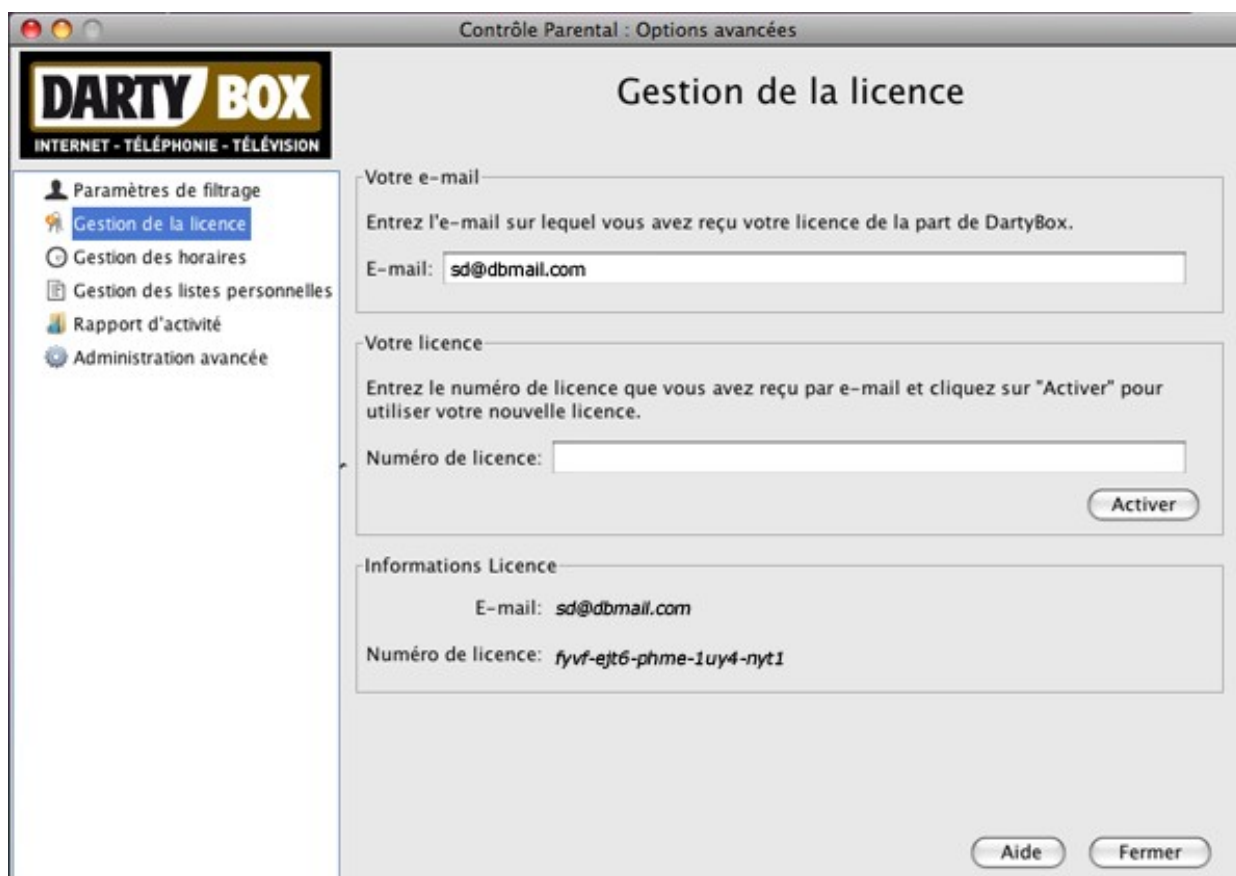 Contrôle Parental : Options avancées
DARTY BOX
INTERNET - TÉLÉPHONIE - TÉLÉVISION
Paramètres de filtrage
Gestion de la licence
Gestion des horaires
Gestion des listes personnelles
Rapport d'activité
Administration avancée
Gestion de la licence
Votre e-mail
Entrez l'e-mail sur lequel vous avez reçu votre licence de la part de DartyBox.
E-mail: sd@dbmail.com
Votre licence
Entrez le numéro de licence que vous avez reçu par e-mail et cliquez sur "Activer" pour
utiliser votre nouvelle licence.
Numéro de licence:
Activer
Informations Licence
E-mail: sd@dbmail.com
Numéro de licence: fyvf-ejt6-phme-1uy4-nyt1
Aide
Fermer